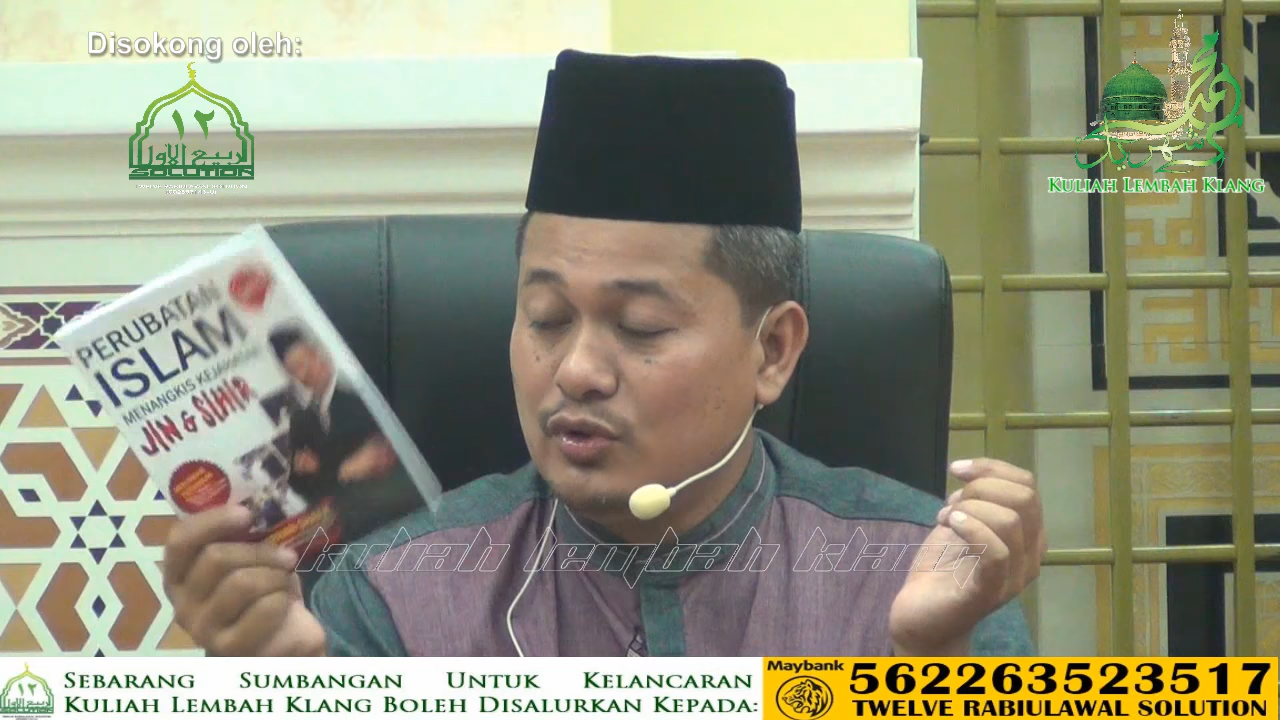 Disokong oleh:
١٢
ربيع الأول
SOLUTION
KULIAH LEMBAH KLANG
PERUBATAN
ISLAM
MENANGKIS KEJAHATAN
JIN & SIHIR
kuliah lembah klang
SEBARANG SUMBANGAN UNTUK KELANCARAN
KULIAH LEMBAH KLANG BOLEH DISALURKAN KEPADA:
Maybank
562263523517
TWELVE RABIULAWAL SOLUTION